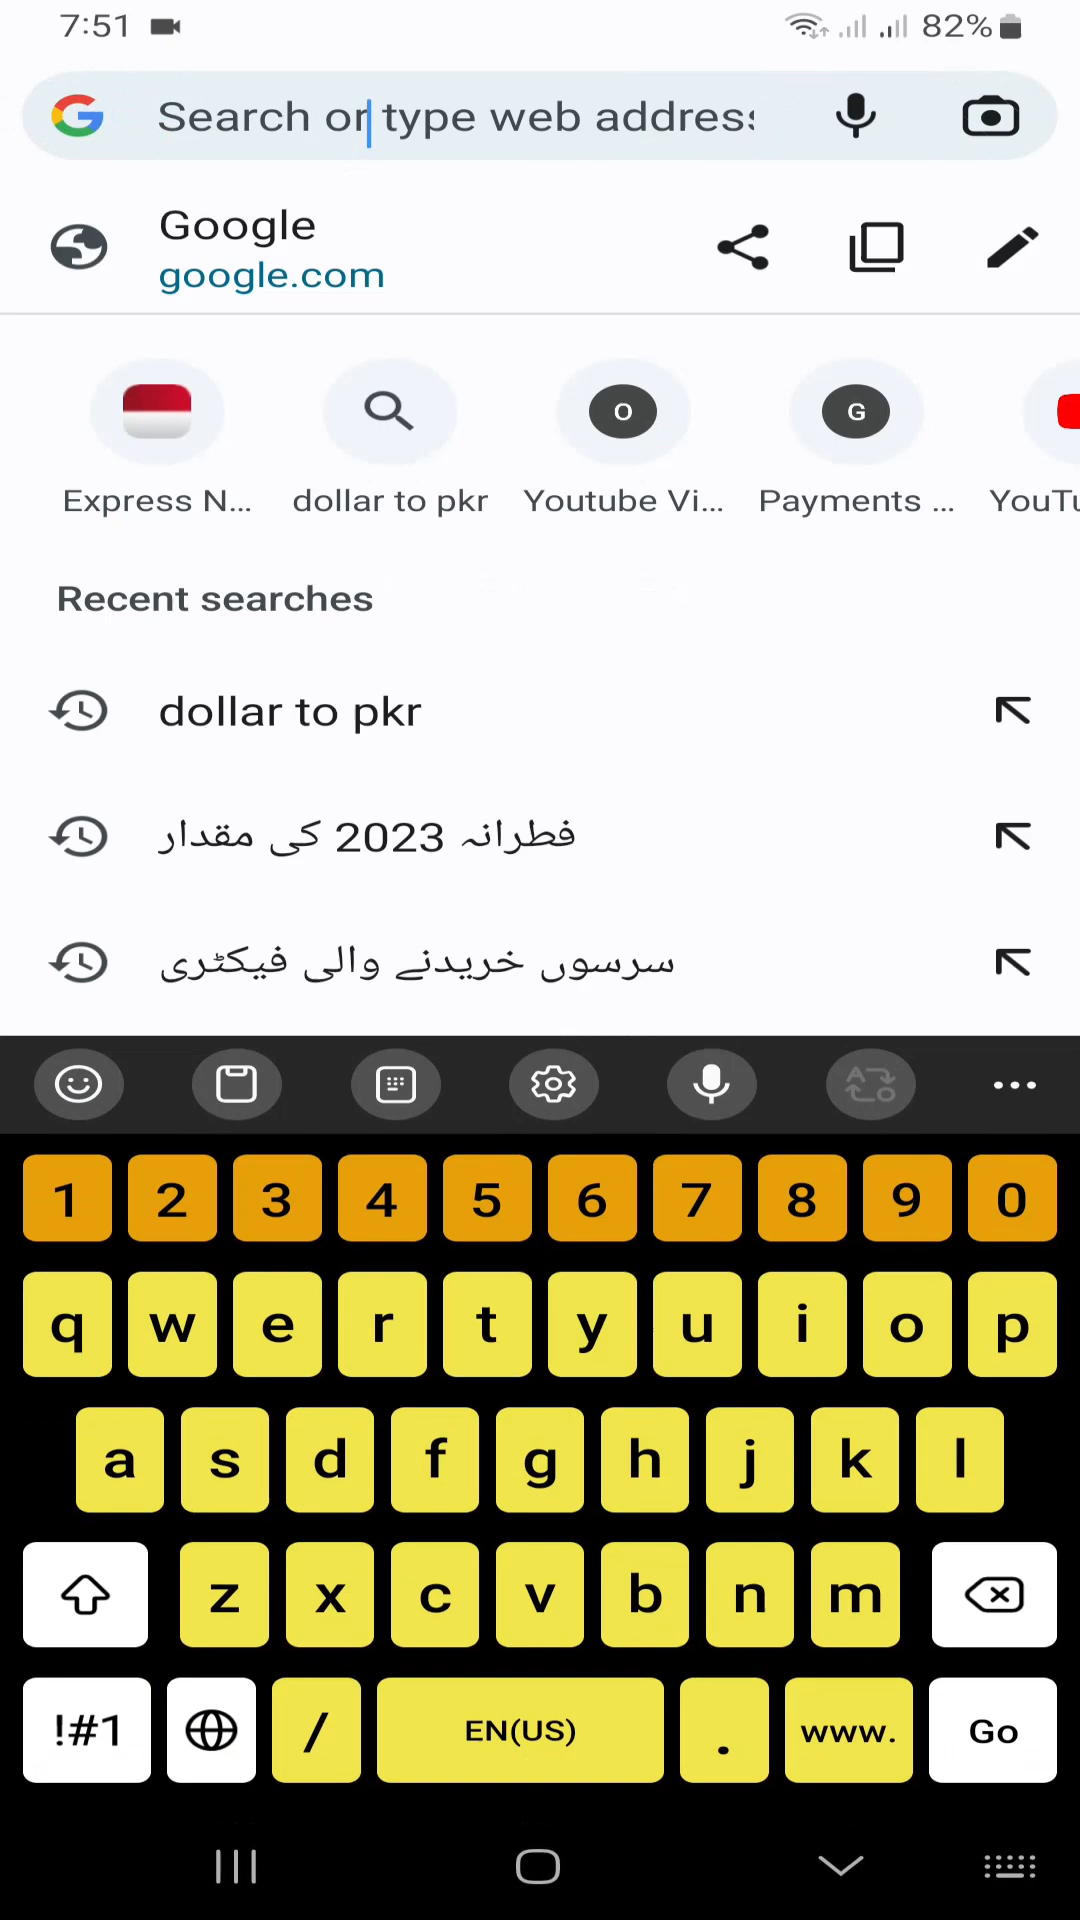 7:51 82%
Search or type web address
Google
google.com
Express N... dollar to pkr Youtube Vi... Payments ... YouTu
O G
Recent searches
dollar to pkr
فطرانہ 2023 کی مقدار
سرسوں خریدنے والی فیکٹری
1 2 3 4 5 6 7 8 9 0
q w e r t y u i o p
a s d f g h j k l
z x c v b n m
!#1 / EN(US) . www. Go